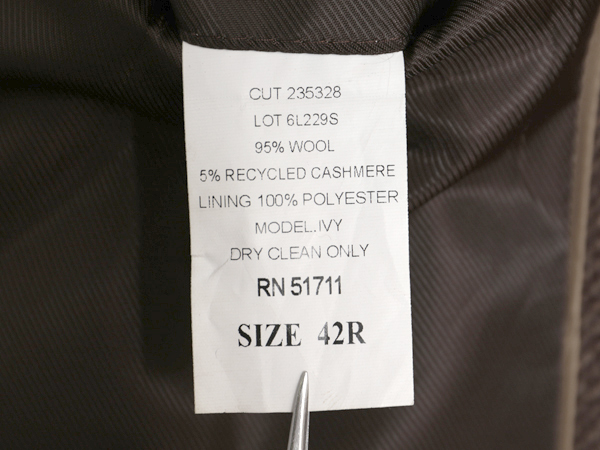 CUT 235328
LOT 6L229S
95% WOOL
5% RECYCLED CASHMERE
LINING 100% POLYESTER
MODEL.IVY
DRY CLEAN ONLY
RN 51711
SIZE 42R